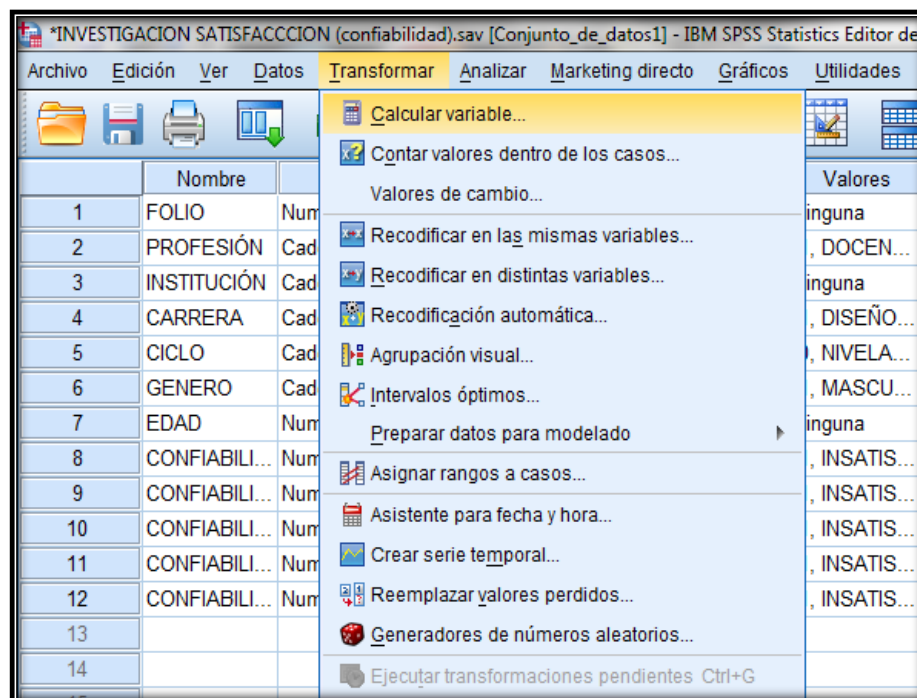 *INVESTIGACION SATISFACCCION (confiabilidad).sav [Conjunto_de_datos1] - IBM SPSS Statistics Editor de
Archivo Edición Ver Datos Transformar Analizar Marketing directo Gráficos Utilidades
Calcular variable...
Contar valores dentro de los casos...
Valores de cambio...
Recodificar en las mismas variables...
Recodificar en distintas variables...
Recodificación automática...
Agrupación visual...
Intervalos óptimos...
Preparar datos para modelado
Asignar rangos a casos...
Asistente para fecha y hora...
Crear serie temporal...
Reemplazar valores perdidos...
Generadores de números aleatorios...
Ejecutar transformaciones pendientes Ctrl+G
Nombre Valores
1 FOLIO Num inguna
2 PROFESIÓN Cad , DOCEN...
3 INSTITUCIÓN Cad inguna
4 CARRERA Cad , DISEÑO...
5 CICLO Cad , NIVELA...
6 GENERO Cad , MASCU...
7 EDAD Num inguna
8 CONFIABILI... Num , INSATIS...
9 CONFIABILI... Num , INSATIS...
10 CONFIABILI... Num , INSATIS...
11 CONFIABILI... Num , INSATIS...
12 CONFIABILI... Num , INSATIS...
13
14